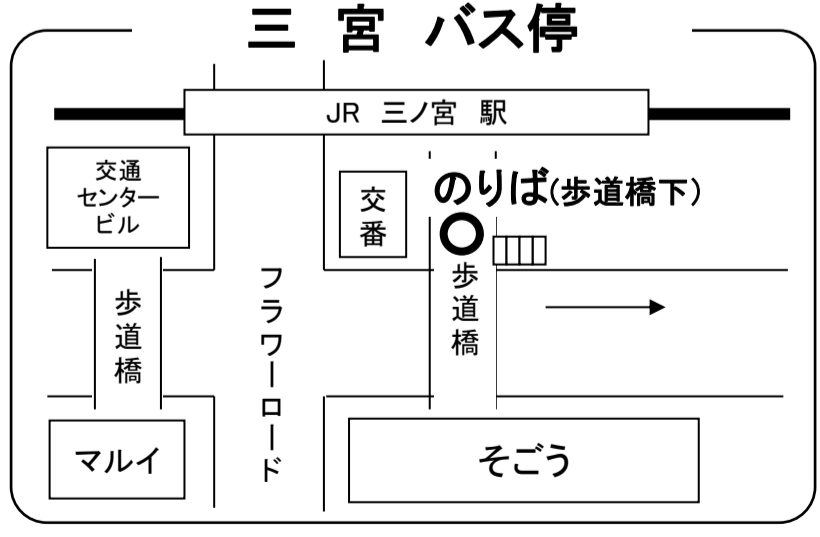 三 宮 バス停
JR 三ノ宮 駅
交通
センター
ビル
交番
のりば(歩道橋下)
歩道橋
フラワーロード
歩道橋
マルイ
そごう